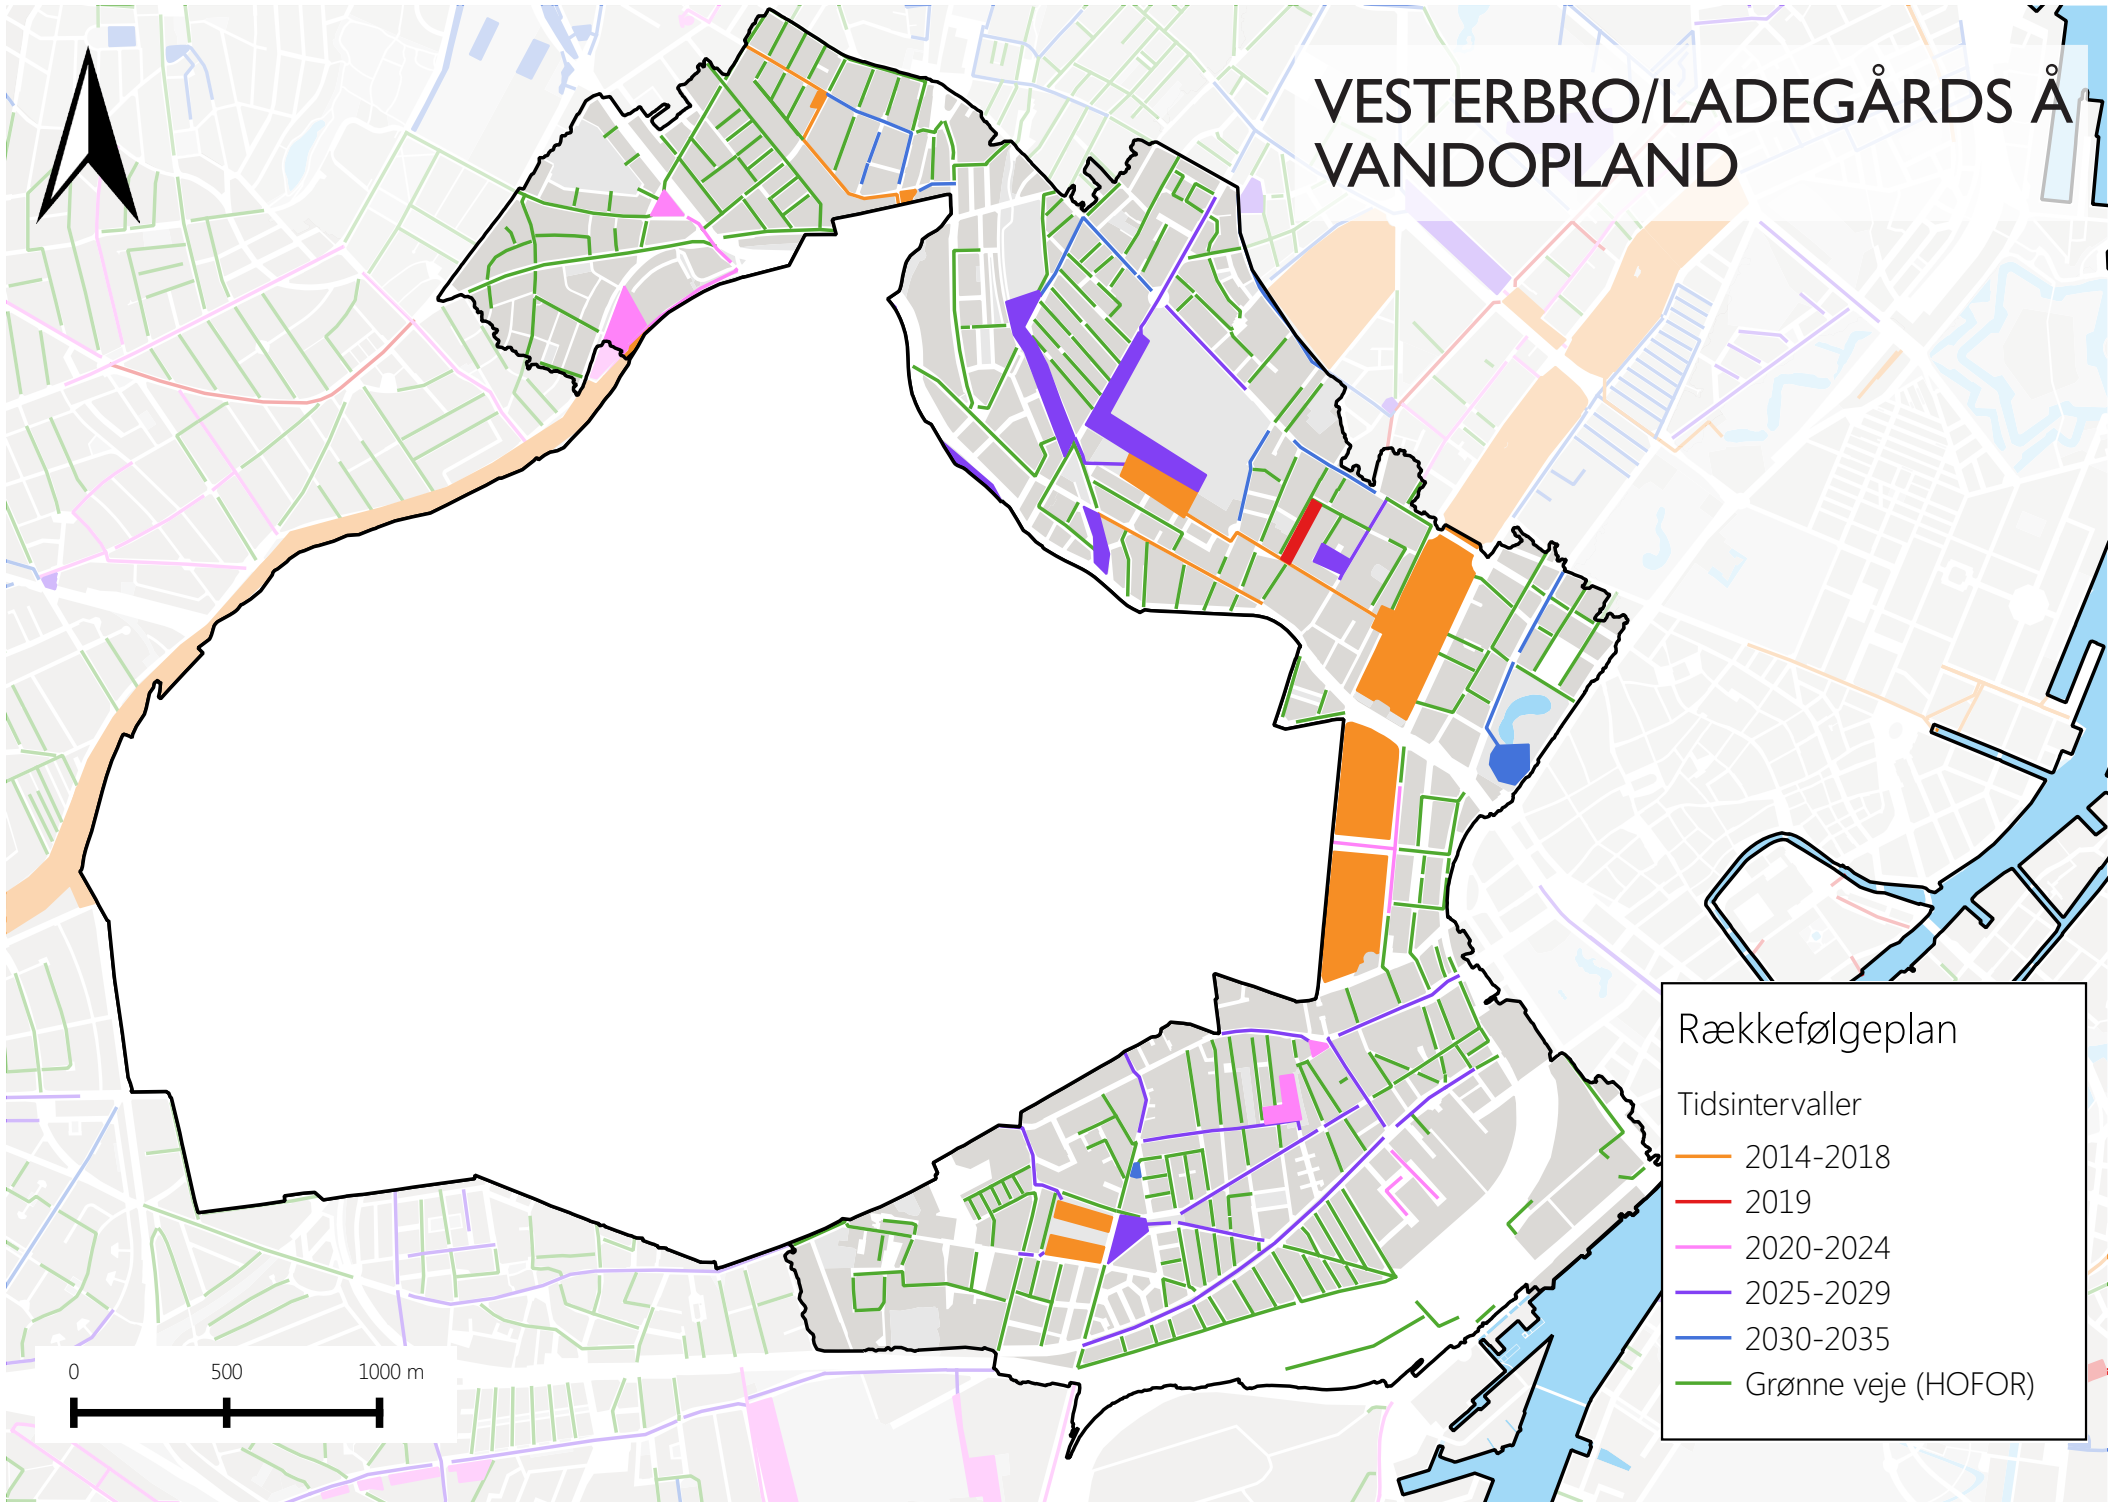 VESTERBRO/LADEGÅRDS Å
VANDOPLAND
Rækkefølgeplan
Tidsintervaller
2014-2018
2019
2020-2024
2025-2029
2030-2035
Grønne veje (HOFOR)
0 500 1000 m